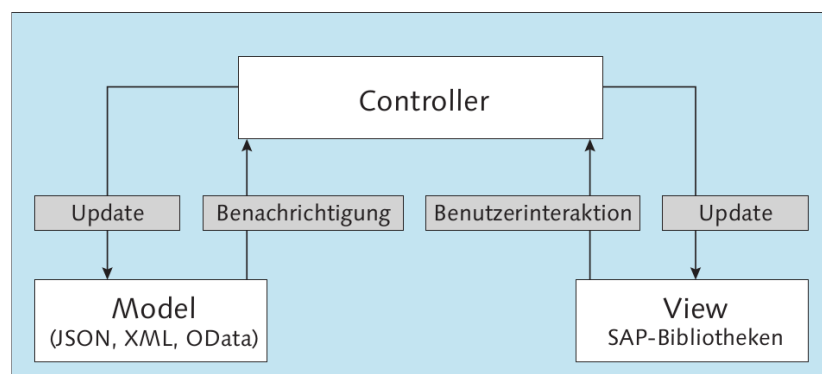 Controller
Update
Benachrichtigung
Benutzerinteraktion
Update
Model
(JSON, XML, OData)
View
SAP-Bibliotheken